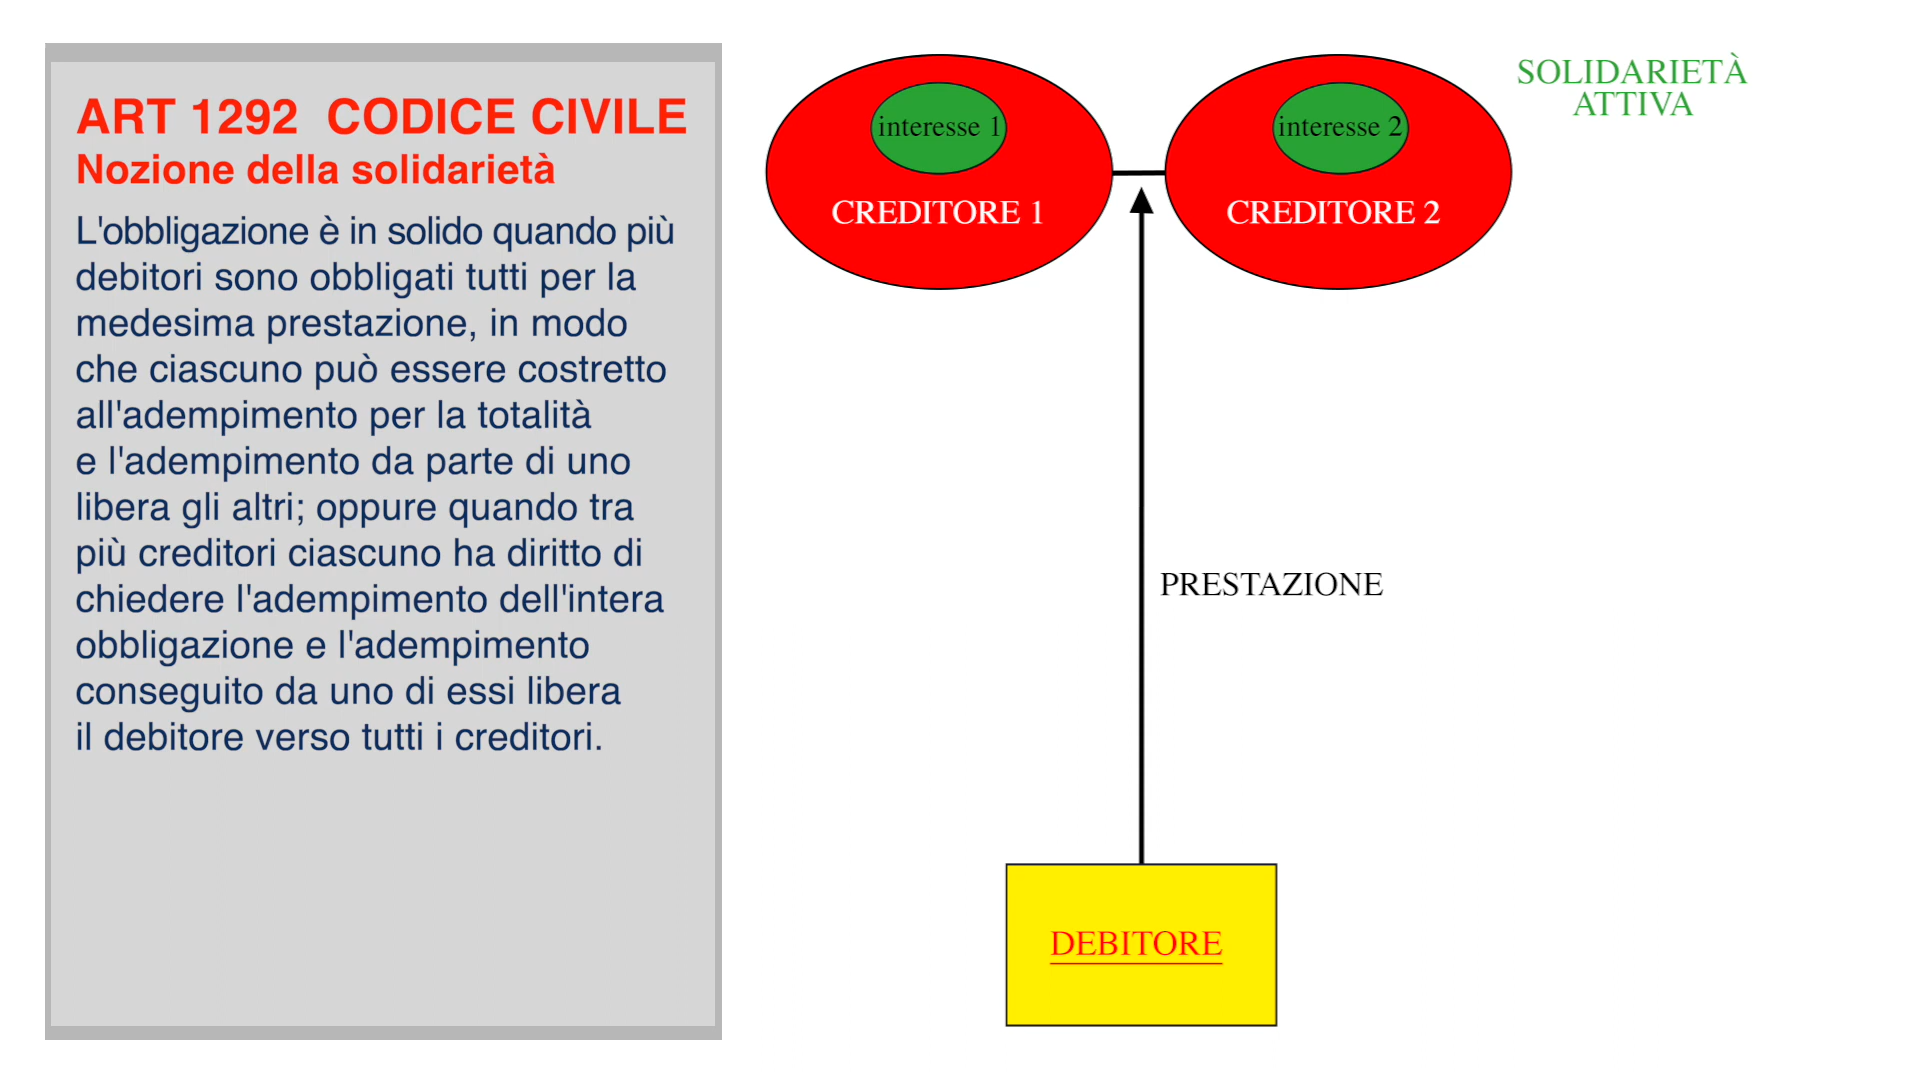 ART 1292 CODICE CIVILE
Nozione della solidarietà
L'obbligazione è in solido quando più
debitori sono obbligati tutti per la
medesima prestazione, in modo
che ciascuno può essere costretto
all'adempimento per la totalità
e l'adempimento da parte di uno
libera gli altri; oppure quando tra
più creditori ciascuno ha diritto di
chiedere l'adempimento dell'intera
obbligazione e l'adempimento
conseguito da uno di essi libera
il debitore verso tutti i creditori.
interesse 1
CREDITORE 1
interesse 2
CREDITORE 2
SOLIDARIETÀ
ATTIVA
PRESTAZIONE
DEBITORE